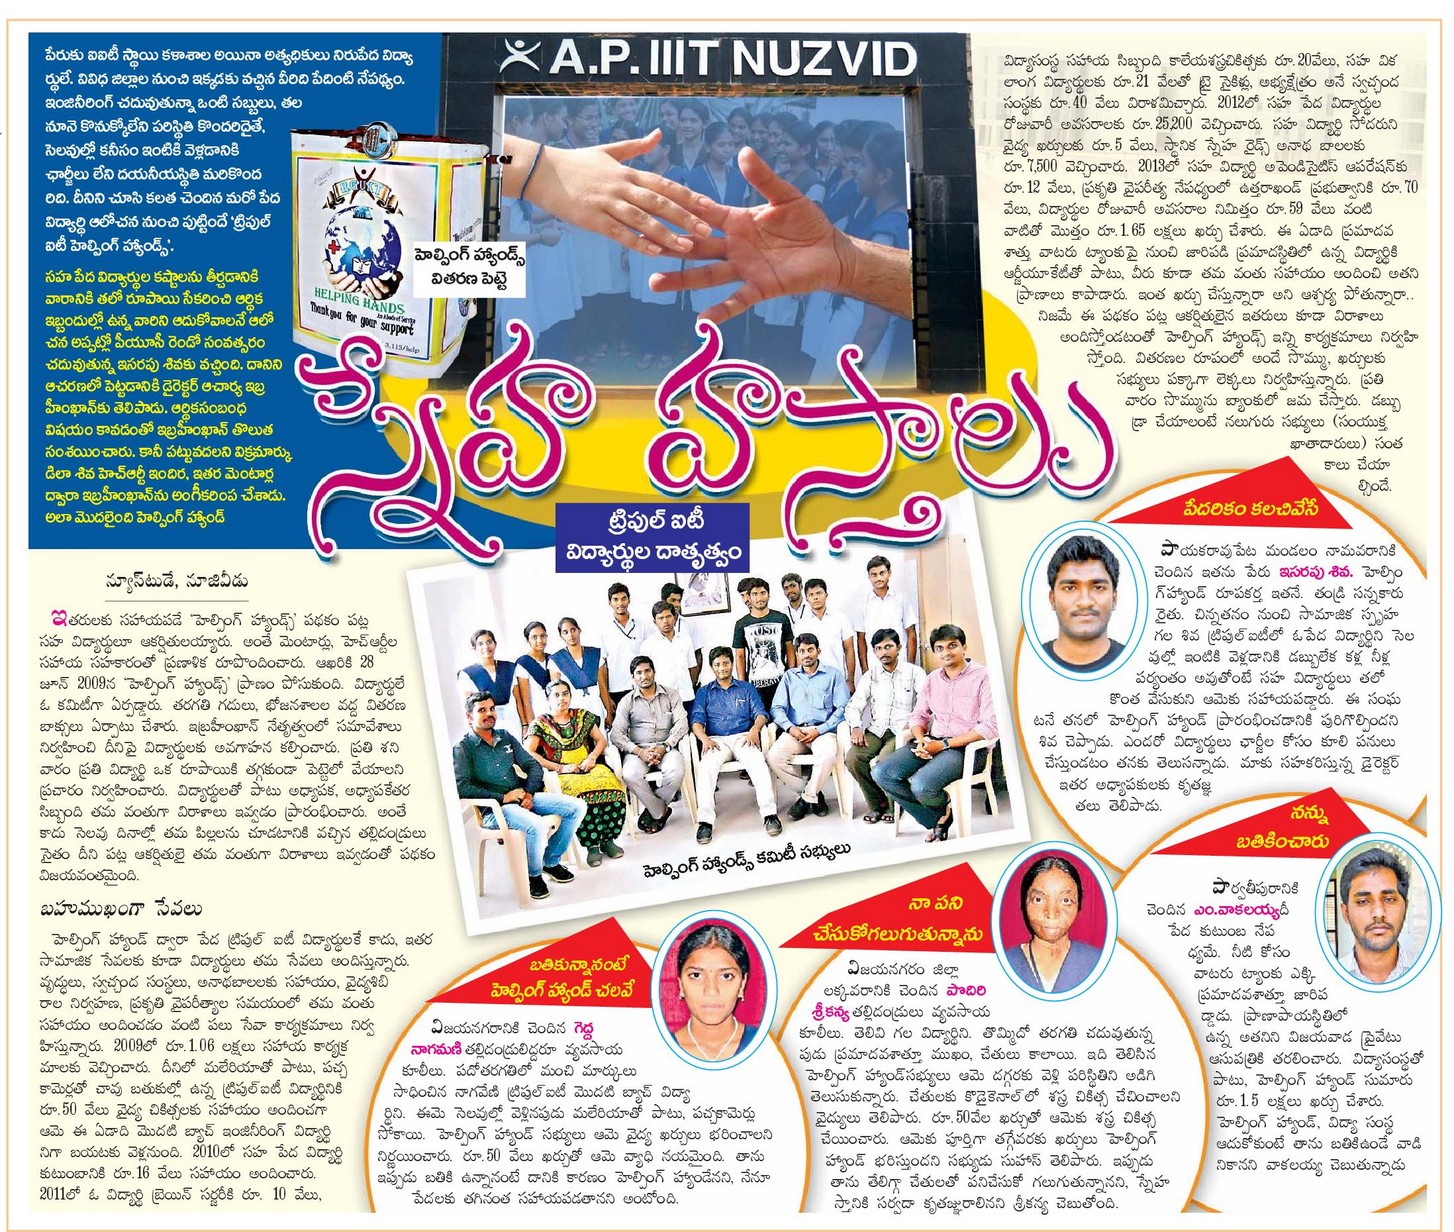 పేరుకు ఐఐటీ స్థాయి కళాశాల అయినా అత్యధికులు నిరుపేద విద్యా
ర్థులే. వివిధ జిల్లాల నుంచి ఇక్కడకు వచ్చిన వీరిది పేదింటి నేపథ్యం.
ఇంజినీరింగ్ చదువుతున్నా ఒంటి సబ్బులు, తల
నూనె కొనుక్కోలేని పరిస్థితి కొందరిదైతే,
సెలవుల్లో కనీసం ఇంటికి వెళ్లడానికి
ఛార్జీలు లేని దయనీయస్థితి మరికొంద
రిది. దీనిని చూసి కలత చెందిన మరో పేద
విద్యార్థి ఆలోచన నుంచి పుట్టిందే 'ట్రిపుల్
ఐటీ హెల్పింగ్ హ్యాండ్స్'.
సహ పేద విద్యార్థుల కష్టాలను తీర్చడానికి
వారానికి తలో రూపాయి సేకరించి ఆర్థిక
ఇబ్బందుల్లో ఉన్న వారిని ఆదుకోవాలనే ఆలో
చన అప్పట్లో పీయూసీ రెండో సంవత్సరం
చదువుతున్న ఇసరపు శివకు వచ్చింది. దానిని
ఆచరణలో పెట్టడానికి డైరెక్టర్ ఆచార్య ఇబ్ర
హీంఖాన్‌కు తెలిపాడు. ఆర్థికసంబంధ
విషయం కావడంతో ఇబ్రహీంఖాన్ తొలుత
సంశయించారు. కానీ పట్టువదలని విక్రమార్కు
డిలా శివ హెచ్ఆర్టీ ఇందిర, ఇతర మెంటార్ల
ద్వారా ఇబ్రహీంఖాన్‌ను అంగీకరింప చేశాడు.
అలా మొదలైంది హెల్పింగ్ హ్యాండ్
A.P. IIIT NUZVID
RGUKT
HELPING HANDS
An Abode of Service
Thank you for your support
హెల్పింగ్ హ్యాండ్స్
వితరణ పెట్టె
స్నేహ హస్తాలు
ట్రిపుల్ ఐటీ
విద్యార్థుల దాతృత్వం
న్యూస్‌టుడే, నూజివీడు
ఇతరులకు సహాయపడే 'హెల్పింగ్ హ్యాండ్స్' పథకం పట్ల
సహ విద్యార్థులూ ఆకర్షితులయ్యారు. అంతే మెంటార్లు, హెచ్ఆర్టీల
సహాయ సహకారంతో ప్రణాళిక రూపొందించారు. ఆఖరికి 28
జూన్ 2009న 'హెల్పింగ్ హ్యాండ్స్' ప్రాణం పోసుకుంది. విద్యార్థులే
ఓ కమిటీగా ఏర్పడ్డారు. తరగతి గదులు, భోజనశాలల వద్ద వితరణ
బాక్సులు ఏర్పాటు చేశారు. ఇబ్రహీంఖాన్ నేతృత్వంలో సమావేశాలు
నిర్వహించి దీనిపై విద్యార్థులకు అవగాహన కల్పించారు. ప్రతి శని
వారం ప్రతి విద్యార్థి ఒక రూపాయికి తగ్గకుండా పెట్టెలో వేయాలని
ప్రచారం నిర్వహించారు. విద్యార్థులతో పాటు అధ్యాపక, అధ్యాపకేతర
సిబ్బంది తమ వంతుగా విరాళాలు ఇవ్వడం ప్రారంభించారు. అంతే
కాదు సెలవు దినాల్లో తమ పిల్లలను చూడటానికి వచ్చిన తల్లిదండ్రులు
సైతం దీని పట్ల ఆకర్షితులై తమ వంతుగా విరాళాలు ఇవ్వడంతో పథకం
విజయవంతమైంది.
బహుముఖంగా సేవలు
హెల్పింగ్ హ్యాండ్ ద్వారా పేద ట్రిపుల్ ఐటీ విద్యార్థులకే కాదు, ఇతర
సామాజిక సేవలకు కూడా విద్యార్థులు తమ సేవలు అందిస్తున్నారు.
వృద్ధులు, స్వచ్ఛంద సంస్థలు, అనాథబాలలకు సహాయం, వైద్యశిబి
రాల నిర్వహణ, ప్రకృతి వైపరీత్యాల సమయంలో తమ వంతు
సహాయం అందించడం వంటి పలు సేవా కార్యక్రమాలు నిర్వ
హిస్తున్నారు. 2009లో రూ.1.06 లక్షలు సహాయ కార్యక్ర
మాలకు వెచ్చించారు. దీనిలో మలేరియాతో పాటు, పచ్చ
కామెర్లతో చావు బతుకుల్లో ఉన్న ట్రిపుల్‌ఐటీ విద్యార్థినికి
రూ.50 వేలు వైద్య చికిత్సలకు సహాయం అందించగా
ఆమె ఈ ఏడాది మొదటి బ్యాచ్ ఇంజినీరింగ్ విద్యార్థి
నిగా బయటకు వెళ్లనుంది. 2010లో సహ పేద విద్యార్థి
కుటుంబానికి రూ.16 వేలు సహాయం అందించారు.
2011లో ఓ విద్యార్థి బ్రెయిన్ సర్జరీకి రూ. 10 వేలు,
విద్యాసంస్థ సహాయ సిబ్బంది కాలేయశస్త్రచికిత్సకు రూ.20వేలు, సహ విక
లాంగ విద్యార్థులకు రూ.21 వేలతో ట్రై సైకిళ్లు, అభ్యక్షేత్రం అనే స్వచ్ఛంద
సంస్థకు రూ.40 వేలు విరాళమిచ్చారు. 2012లో సహ పేద విద్యార్థుల
రోజువారీ అవసరాలకు రూ.25,200 వెచ్చించారు. సహ విద్యార్థి సోదరుని
వైద్య ఖర్చులకు రూ.5 వేలు, స్థానిక స్నేహ రైడ్స్ అనాథ బాలలకు
రూ.7,500 వెచ్చించారు. 2013లో సహ విద్యార్థి అపెండిసైటిస్ ఆపరేషన్‌కు
రూ.12 వేలు, ప్రకృతి వైపరీత్య నేపధ్యంలో ఉత్తరాఖండ్ ప్రభుత్వానికి రూ.70
వేలు, విద్యార్థుల రోజువారీ అవసరాల నిమిత్తం రూ.59 వేలు వంటి
వాటితో మొత్తం రూ.1.65 లక్షలు ఖర్చు చేశారు. ఈ ఏడాది ప్రమాదవ
శాత్తు వాటరు ట్యాంకుపై నుంచి జారిపడి ప్రమాదస్థితిలో ఉన్న విద్యార్థికి
ఆర్జీయూకేటీతో పాటు, వీరు కూడా తమ వంతు సహాయం అందించి అతని
ప్రాణాలు కాపాడారు. ఇంత ఖర్చు చేస్తున్నారా అని ఆశ్చర్య పోతున్నారా..
నిజమే ఈ పథకం పట్ల ఆకర్షితులైన ఇతరులు కూడా విరాళాలు
అందిస్తోండటంతో హెల్పింగ్ హ్యాండ్స్ ఇన్ని కార్యక్రమాలు నిర్వహి
స్తోంది. వితరణల రూపంలో అందే సొమ్ము, ఖర్చులకు
సభ్యులు పక్కాగా లెక్కలు నిర్వహిస్తున్నారు. ప్రతి
వారం సొమ్మును బ్యాంకులో జమ చేస్తారు. డబ్బు
డ్రా చేయాలంటే నలుగురు సభ్యులు (సంయుక్త
ఖాతాదారులు) సంత
కాలు చేయా
ల్సిందే.
హెల్పింగ్ హ్యాండ్స్ కమిటీ సభ్యులు
పేదరికం కలచివేసే
పాయకరావుపేట మండలం నామవరానికి
చెందిన ఇతను పేరు ఇసరపు శివ. హెల్పిం
గ్‌హ్యాండ్ రూపకర్త ఇతనే. తండ్రి సన్నకారు
రైతు. చిన్నతనం నుంచి సామాజిక స్పృహ
గల శివ ట్రిపుల్‌ఐటీలో ఓపేద విద్యార్థిని సెల
వుల్లో ఇంటికి వెళ్లడానికి డబ్బులేక కళ్ల నీళ్ల
పర్యంతం అవుతోంటే సహ విద్యార్థులు తలో
కొంత వేసుకుని ఆమెకు సహాయపడ్డారు. ఈ సంఘ
టనే తనలో హెల్పింగ్ హ్యాండ్ ప్రారంభించడానికి పురిగొల్పిందని
శివ చెప్పాడు. ఎందరో విద్యార్థులు ఛార్జీల కోసం కూలి పనులు
చేస్తుండటం తనకు తెలుసన్నాడు. మాకు సహకరిస్తున్న డైరెక్టర్
ఇతర అధ్యాపకులకు కృతజ్ఞ
తలు తెలిపాడు.
బతికున్నానంటే
హెల్పింగ్ హ్యాండ్ చలవే
విజయనగరానికి చెందిన గెద్ద
నాగమణి తల్లిదండ్రులిద్దరూ వ్యవసాయ
కూలీలు. పదోతరగతిలో మంచి మార్కులు
సాధించిన నాగవేణి ట్రిపుల్‌ఐటీ మొదటి బ్యాచ్ విద్యా
ర్థిని. ఈమె సెలవుల్లో వెళ్లినపుడు మలేరియాతో పాటు, పచ్చకామెర్లు
సోకాయి. హెల్పింగ్ హ్యాండ్ సభ్యులు ఆమె వైద్య ఖర్చులు భరించాలని
నిర్ణయించారు. రూ.50 వేలు ఖర్చుతో ఆమె వ్యాధి నయమైంది. తాను
ఇప్పుడు బతికి ఉన్నానంటే దానికి కారణం హెల్పింగ్ హ్యాండేనని, నేనూ
పేదలకు తగినంత సహాయపడతానని అంటోంది.
నా పని
చేసుకోగలుగుతున్నాను
విజయనగరం జిల్లా
లక్కవరానికి చెందిన పొదిరి
శ్రీకన్య తల్లిదండ్రులు వ్యవసాయ
కూలీలు. తెలివి గల విద్యార్థిని. తొమ్మిదో తరగతి చదువుతున్న
పుడు ప్రమాదవశాత్తూ ముఖం, చేతులు కాలాయి. ఇది తెలిసిన
హెల్పింగ్ హ్యాండ్‌సభ్యులు ఆమె దగ్గరకు వెళ్లి పరిస్థితిని అడిగి
తెలుసుకున్నారు. చేతులకు కొడైకెనాల్‌లో శస్త్ర చికిత్స చేచించాలని
వైద్యులు తెలిపారు. రూ.50వేల ఖర్చుతో ఆమెకు శస్త్ర చికిత్స
చేయించారు. ఆమెకు పూర్తిగా తగ్గేవరకు ఖర్చులు హెల్పింగ్
హ్యాండ్ భరిస్తుందని సభ్యుడు సుహాస్ తెలిపారు. ఇప్పుడు
తాను తేలిగ్గా చేతులతో పనిచేసుకో గలుగుతున్నానని, స్నేహ
స్తానికి సర్వదా కృతజ్ఞురాలినని శ్రీకన్య చెబుతోంది.
నన్ను
బతికించారు
పార్వతీపురానికి
చెందిన ఎం.వాకలయ్యదీ
పేద కుటుంబ నేప
ధ్యమే. నీటి కోసం
వాటరు ట్యాంకు ఎక్కి
ప్రమాదవశాత్తూ జారిప
డ్డాడు. ప్రాణాపాయస్థితిలో
ఉన్న అతనిని విజయవాడ ప్రైవేటు
ఆసుపత్రికి తరలించారు. విద్యాసంస్థతో
పాటు, హెల్పింగ్ హ్యాండ్ సుమారు
రూ.1.5 లక్షలు ఖర్చు చేశారు.
హెల్పింగ్ హ్యాండ్, విద్యా సంస్థ
ఆదుకోకుంటే తాను బతికిఉండే వాడి
నికానని వాకలయ్య చెబుతున్నాడు